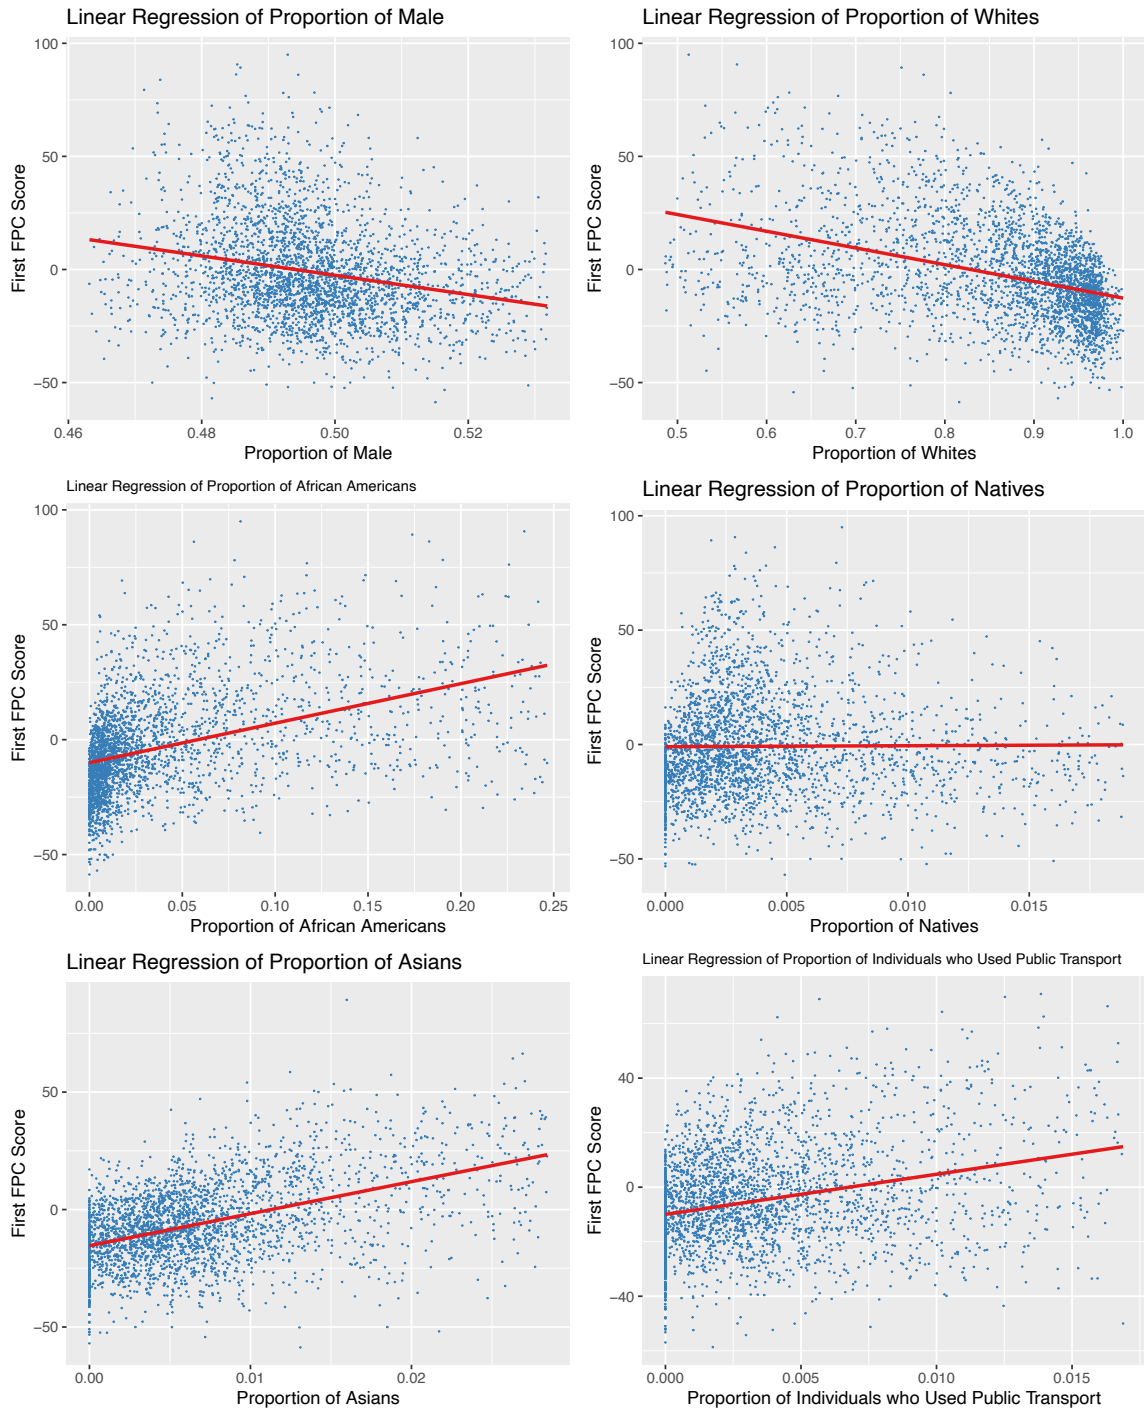 Linear Regression of Proportion of Male
100
50
0
−50
First FPC Score
0.46 0.48 0.50 0.52
Proportion of Male
Linear Regression of Proportion of Whites
100
50
0
−50
First FPC Score
0.5 0.6 0.7 0.8 0.9 1.0
Proportion of Whites
Linear Regression of Proportion of African Americans
100
50
0
−50
First FPC Score
0.00 0.05 0.10 0.15 0.20 0.25
Proportion of African Americans
Linear Regression of Proportion of Natives
100
50
0
−50
First FPC Score
0.000 0.005 0.010 0.015
Proportion of Natives
Linear Regression of Proportion of Asians
50
0
−50
First FPC Score
0.00 0.01 0.02
Proportion of Asians
Linear Regression of Proportion of Individuals who Used Public Transport
40
0
−40
First FPC Score
0.000 0.005 0.010 0.015
Proportion of Individuals who Used Public Transport